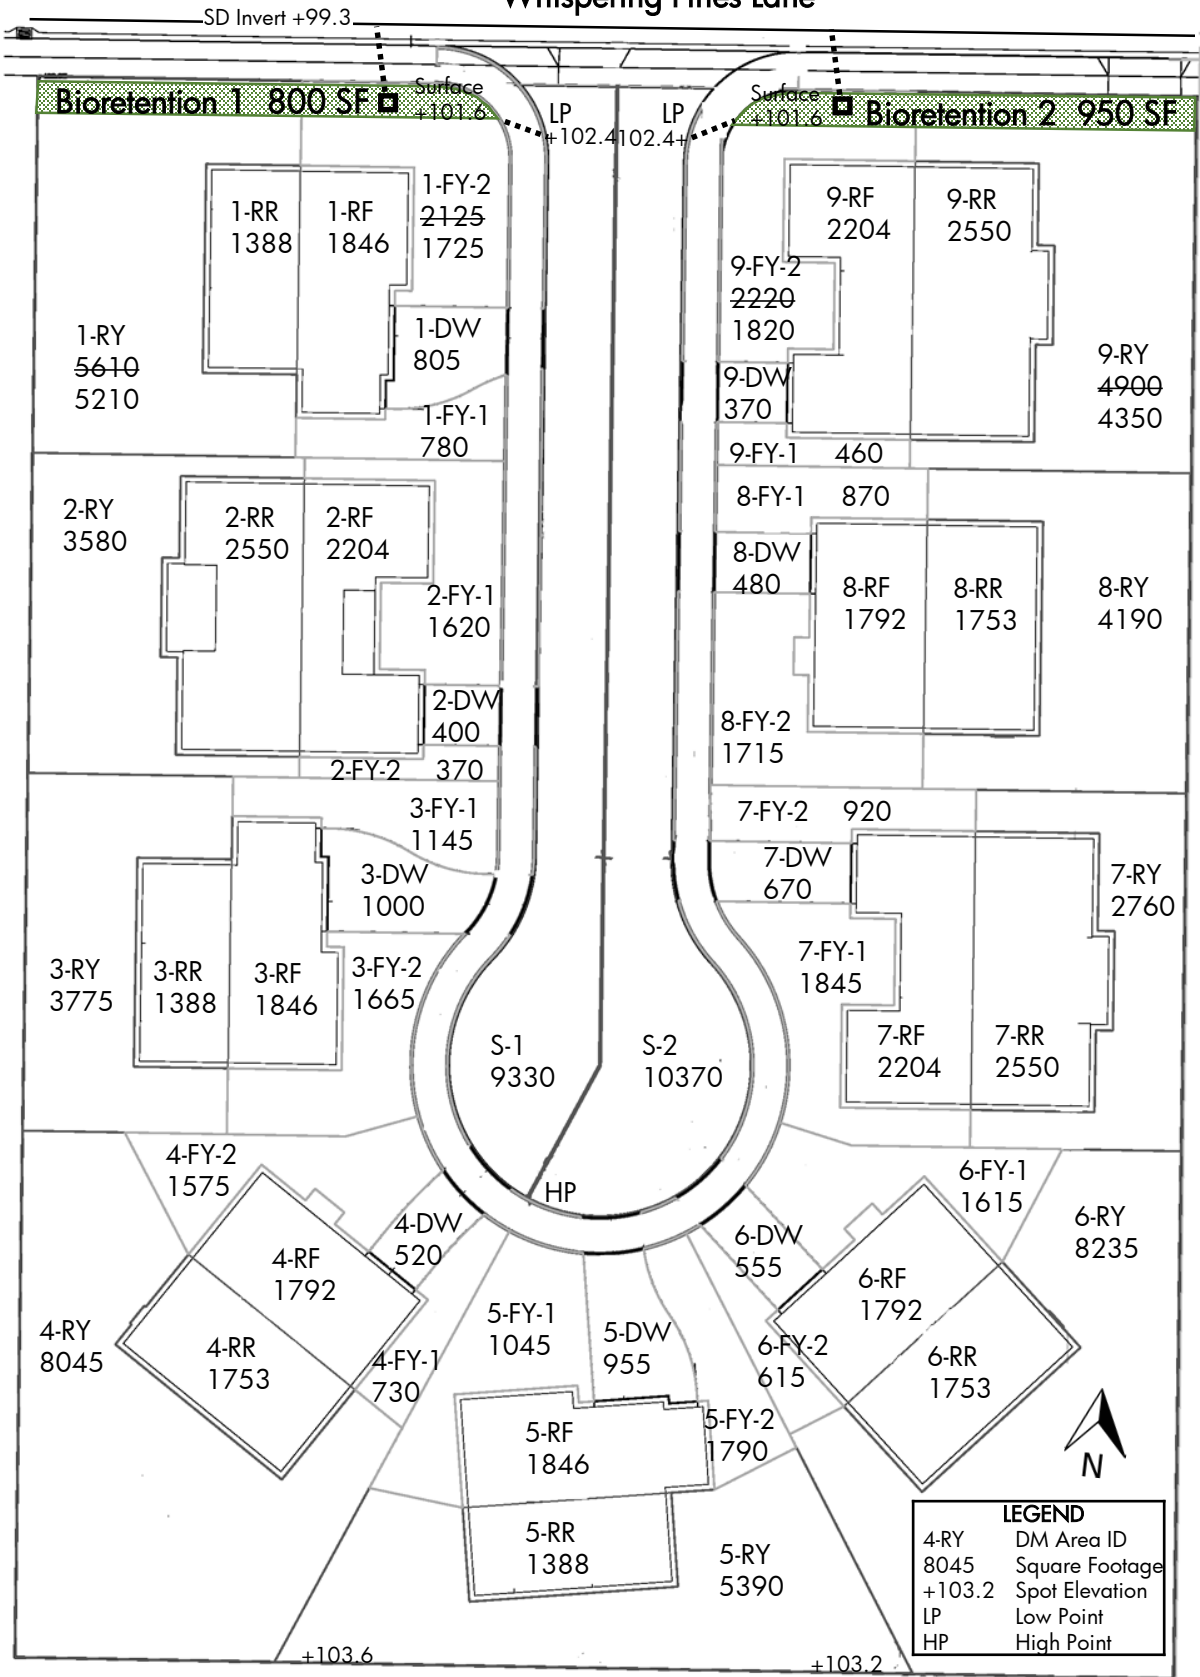 Whispering Pines Lane
SD Invert +99.3
Bioretention 1 800 SF
Surface
+101.6
LP
+102.4
LP
102.4+
Surface
+101.6
Bioretention 2 950 SF
1-RR
1388
1-RF
1846
1-FY-2
2125
1725
1-DW
805
1-RY
5610
5210
1-FY-1
780
9-RF
2204
9-RR
2550
9-FY-2
2220
1820
9-DW
370
9-RY
4900
4350
9-FY-1 460
2-RY
3580
2-RR
2550
2-RF
2204
2-FY-1
1620
2-DW
400
2-FY-2 370
8-FY-1 870
8-DW
480
8-RF
1792
8-RR
1753
8-RY
4190
8-FY-2
1715
3-FY-1
1145
3-DW
1000
3-RY
3775
3-RR
1388
3-RF
1846
3-FY-2
1665
7-FY-2 920
7-DW
670
7-RY
2760
7-FY-1
1845
7-RF
2204
7-RR
2550
S-1
9330
S-2
10370
HP
4-FY-2
1575
4-DW
520
4-RF
1792
4-RY
8045
4-RR
1753
4-FY-1
730
5-FY-1
1045
5-DW
955
5-RF
1846
5-FY-2
1790
5-RR
1388
5-RY
5390
6-FY-1
1615
6-RY
8235
6-DW
555
6-RF
1792
6-FY-2
615
6-RR
1753
N
LEGEND
4-RY DM Area ID
8045 Square Footage
+103.2 Spot Elevation
LP Low Point
HP High Point
+103.6
+103.2